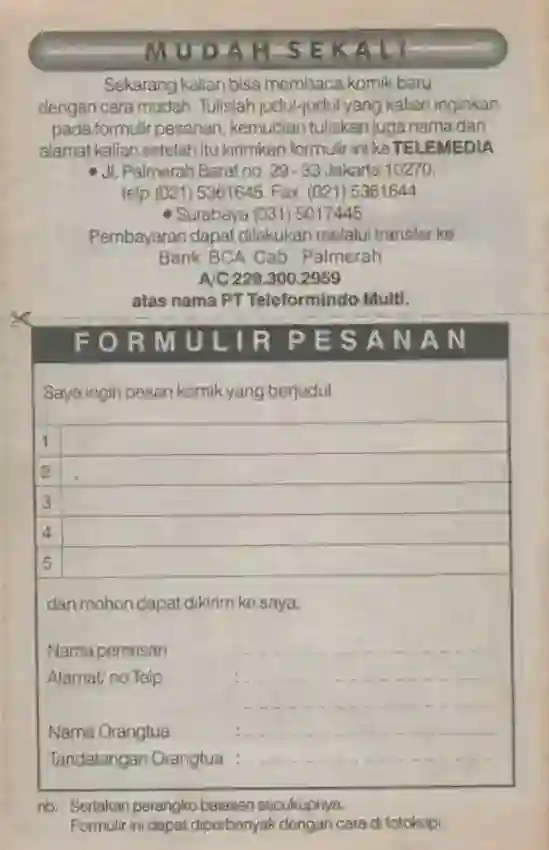 MUDAH SEKALI
Sekarang kalian bisa membaca komik baru
dengan cara mudah. Tulislah judul-judul yang kalian inginkan
pada formulir pesanan, kemudian tuliskan juga nama dan
alamat kalian setelah itu kirimkan formulir ini ke TELEMEDIA
• Jl. Palmerah Barat no. 29 - 33 Jakarta 10270,
telp (021) 5361645 Fax. (021) 5361644
• Surabaya (031) 5017445
Pembayaran dapat dilakukan melalui transfer ke
Bank BCA Cab. Palmerah
A/C 229.300.2959
atas nama PT Teleformindo Multi.
FORMULIR PESANAN
Saya ingin pesan komik yang berjudul
1
2
3
4
5
dan mohon dapat dikirim ke saya,
Nama pemesan
Alamat/ no Telp :
Nama Orangtua :
Tandatangan Orangtua :
nb. Sertakan perangko balasan secukupnya.
Formulir ini dapat diperbanyak dengan cara di fotokopi